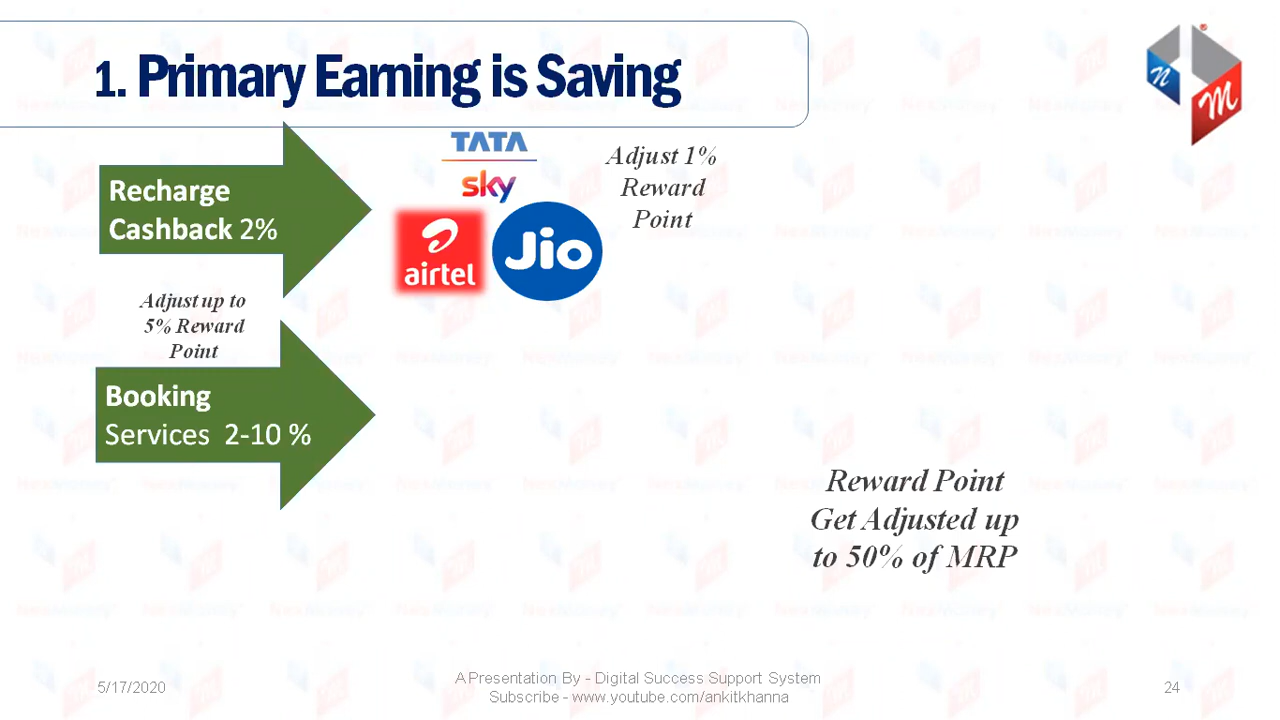 1. Primary Earning is Saving
n
m
Recharge
Cashback 2%
TATA
sky
airtel
Jio
Adjust 1%
Reward
Point
Adjust up to
5% Reward
Point
Booking
Services 2-10 %
Reward Point
Get Adjusted up
to 50% of MRP
5/17/2020
A Presentation By - Digital Success Support System
Subscribe - www.youtube.com/ankitkhanna
24